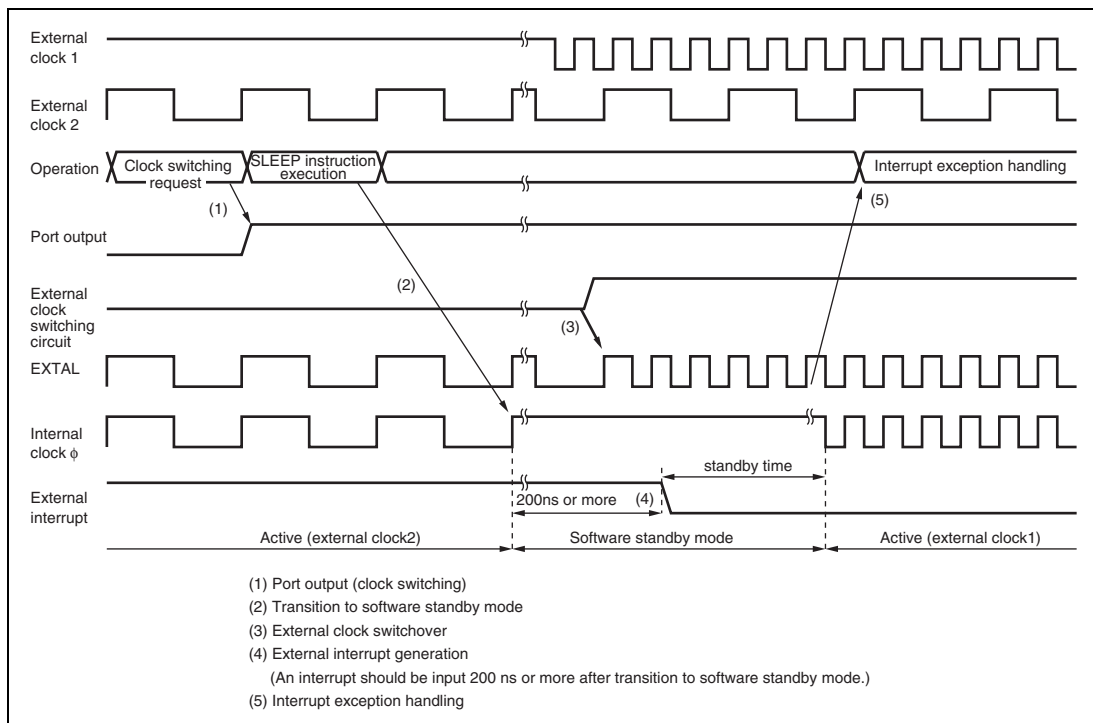 External
clock 1
External
clock 2
Operation
Clock switching
request
SLEEP instruction
execution
Interrupt exception handling
(1)
(5)
Port output
(2)
External
clock
switching
circuit
(3)
EXTAL
Internal
clock φ
standby time
External
interrupt
200ns or more
(4)
Active (external clock2)
Software standby mode
Active (external clock1)
(1) Port output (clock switching)
(2) Transition to software standby mode
(3) External clock switchover
(4) External interrupt generation
(An interrupt should be input 200 ns or more after transition to software standby mode.)
(5) Interrupt exception handling